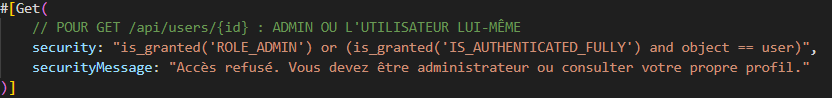 #[Get(
// POUR GET /api/users/{id} : ADMIN OU L'UTILISATEUR LUI-MÊME
security: "is_granted('ROLE_ADMIN') or (is_granted('IS_AUTHENTICATED_FULLY') and object == user)",
securityMessage: "Accès refusé. Vous devez être administrateur ou consulter votre propre profil."
)]